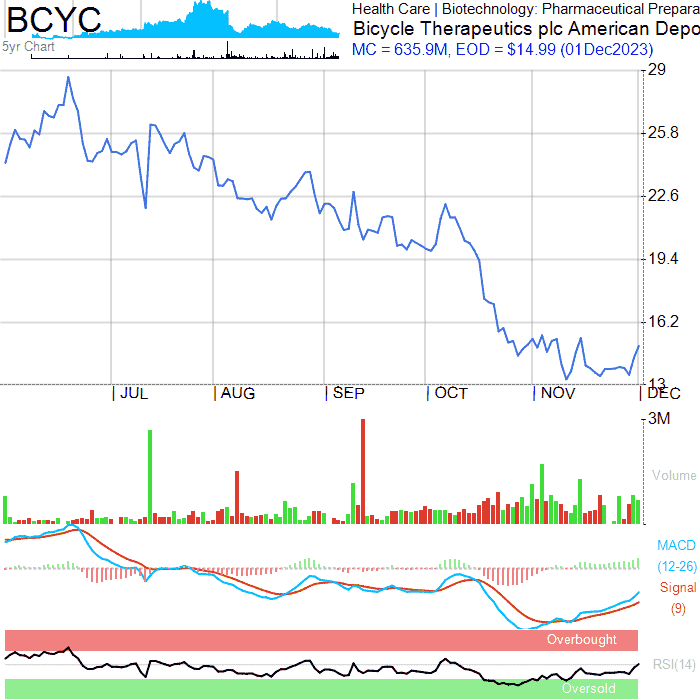 BCYC
5yr Chart
Health Care | Biotechnology: Pharmaceutical Prepara
Bicycle Therapeutics plc American Depo
MC = 635.9M, EOD = $14.99 (01Dec2023)
29
25.8
22.6
19.4
16.2
13
| JUL | AUG | SEP | OCT | NOV | DEC
3M
Volume
MACD
(12-26)
Signal
(9)
Overbought
RSI(14)
Oversold